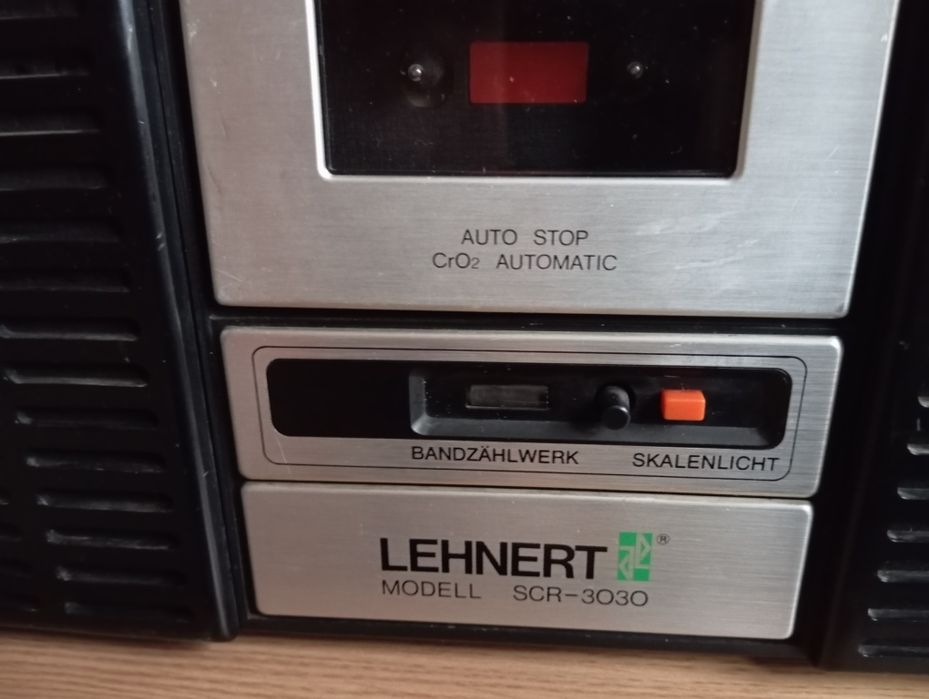 AUTO STOP
CrO₂ AUTOMATIC
BANDZÄHLWERK SKALENLICHT
LEHNERT ®
MODELL SCR-3030